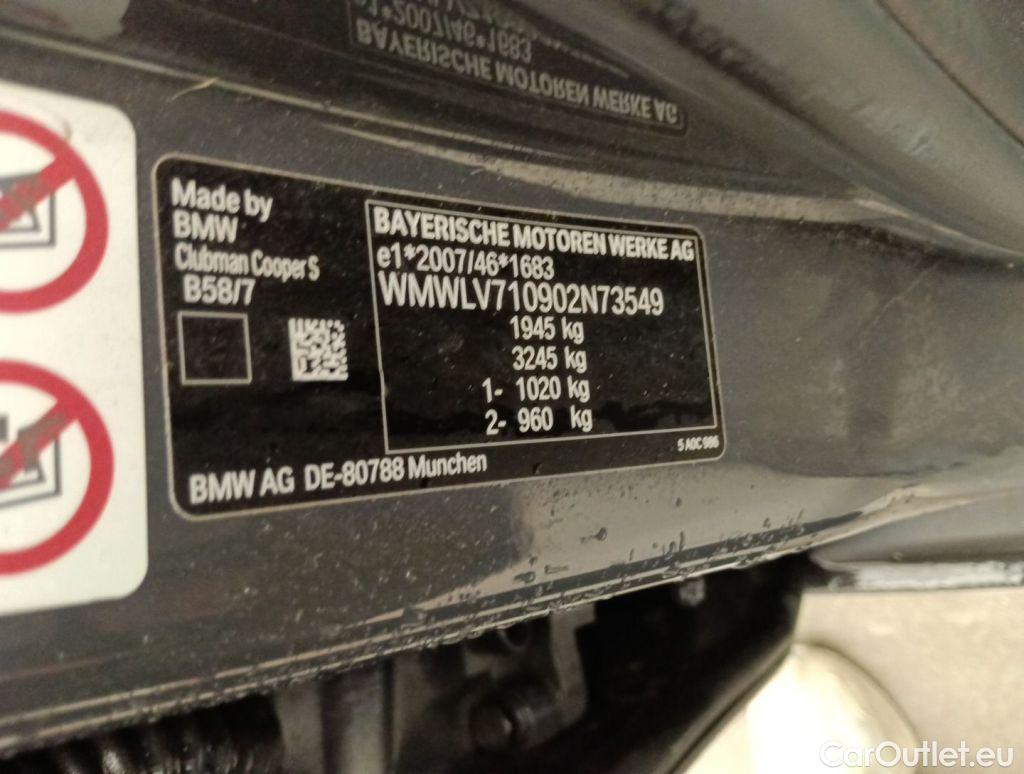 e1*2007/46*1683
BAYERISCHE MOTOREN WERKE AG
Made by
BMW
Clubman Cooper S
B58/7
BAYERISCHE MOTOREN WERKE AG
e1*2007/46*1683
WMWLV710902N73549
1945 kg
3245 kg
1- 1020 kg
2- 960 kg
5 A0C 986
BMW AG DE-80788 Munchen
CarOutlet.eu